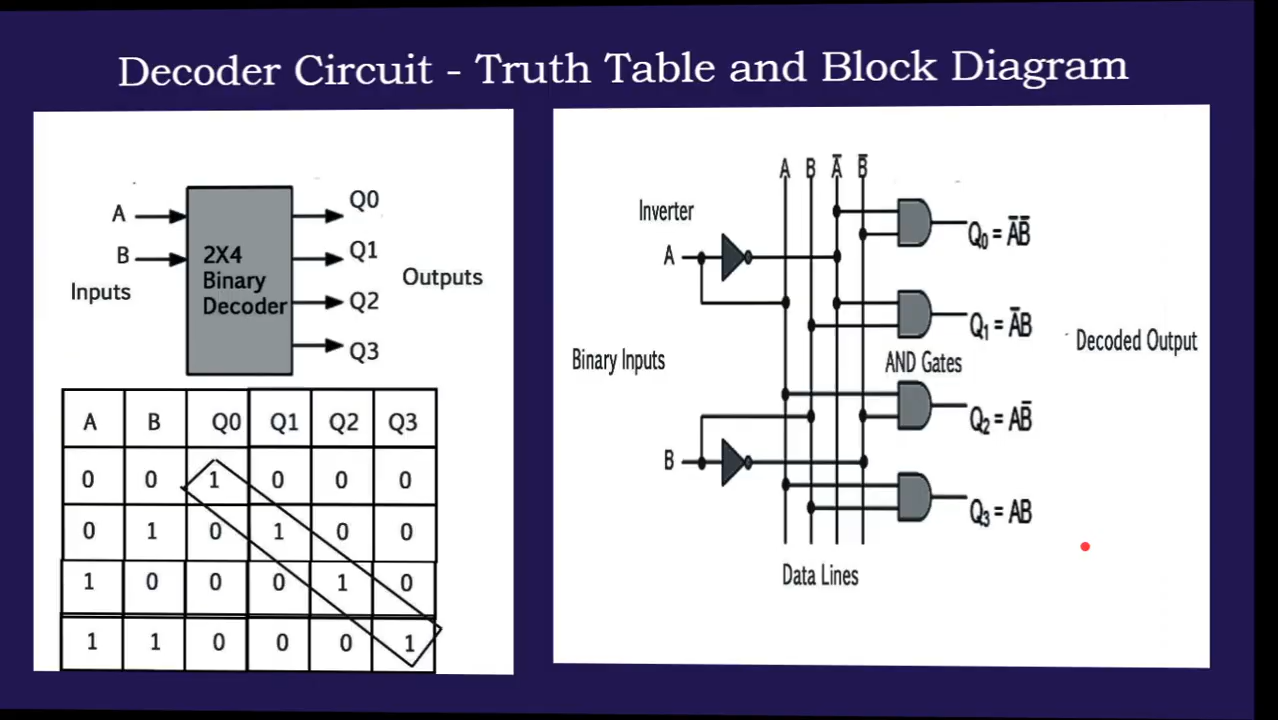 Decoder Circuit - Truth Table and Block Diagram
A
B
Inputs
2X4
Binary
Decoder
Q0
Q1
Q2
Q3
Outputs
A B Q0 Q1 Q2 Q3
0 0 1 0 0 0
0 1 0 1 0 0
1 0 0 0 1 0
1 1 0 0 0 1
A B A̅ B̅
Inverter
A
Binary Inputs
B
Q₀ = A̅B̅
Q₁ = A̅B
AND Gates
Q₂ = AB̅
Q₃ = AB
Decoded Output
Data Lines